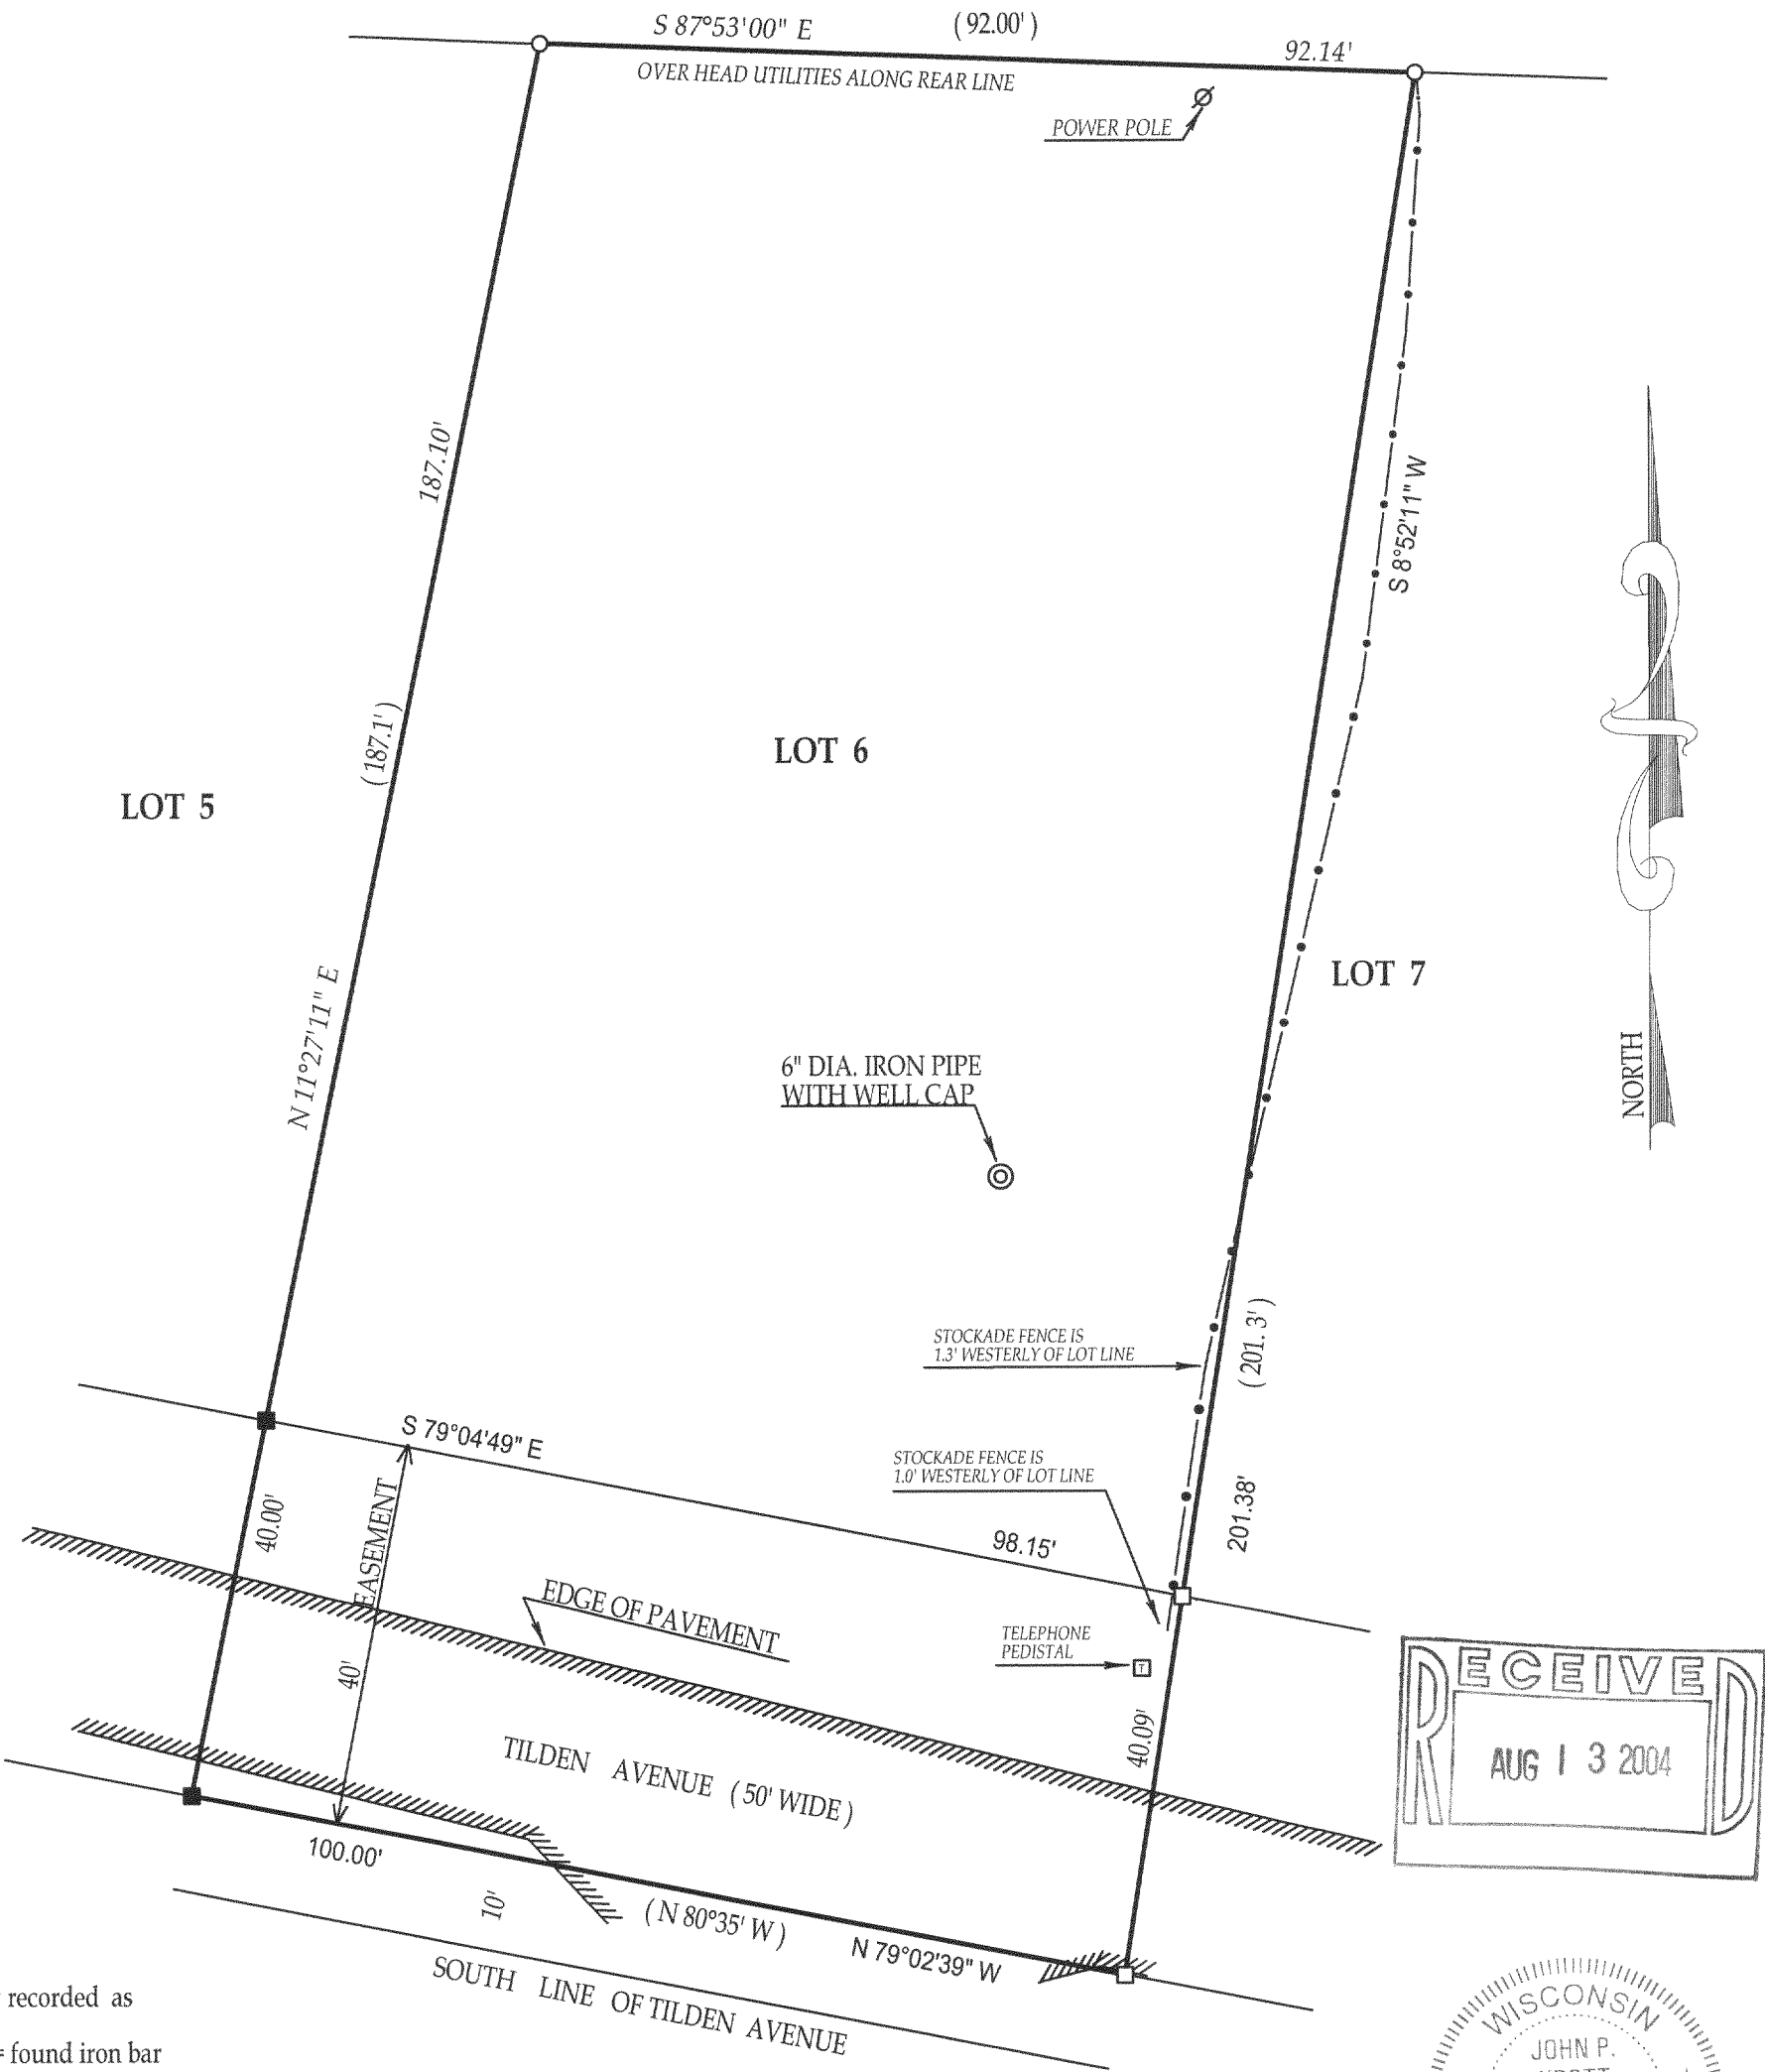 S 87°53'00" E
( 92.00' )
92.14'
OVER HEAD UTILITIES ALONG REAR LINE
POWER POLE
187.10'
( 187.1' )
N 11°27'11" E
S 8°52'11" W
LOT 5
LOT 6
LOT 7
NORTH
6" DIA. IRON PIPE
WITH WELL CAP
STOCKADE FENCE IS
1.3' WESTERLY OF LOT LINE
( 201. 3' )
S 79°04'49" E
STOCKADE FENCE IS
1.0' WESTERLY OF LOT LINE
201.38'
40.00'
EASEMENT
40'
98.15'
EDGE OF PAVEMENT
TELEPHONE
PEDISTAL
T
40.09'
TILDEN AVENUE ( 50' WIDE )
RECEIVED
AUG 1 3 2004
100.00'
10'
( N 80°35' W )
N 79°02'39" W
SOUTH LINE OF TILDEN AVENUE
recorded as
= found iron bar
WISCONSIN
JOHN P.